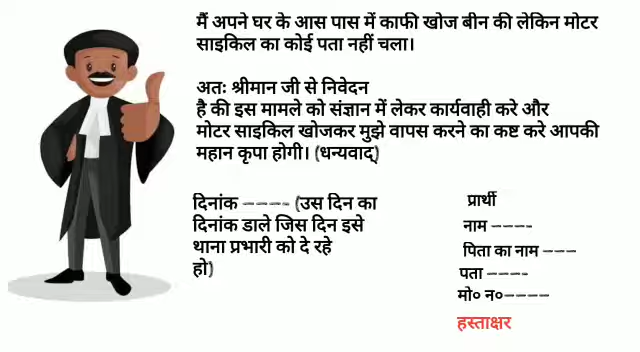 मैं अपने घर के आस पास में काफी खोज बीन की लेकिन मोटर
साइकिल का कोई पता नहीं चला।
अतः श्रीमान जी से निवेदन
है की इस मामले को संज्ञान में लेकर कार्यवाही करे और
मोटर साइकिल खोजकर मुझे वापस करने का कष्ट करे आपकी
महान कृपा होगी। (धन्यवाद्)
दिनांक ----- (उस दिन का
दिनांक डाले जिस दिन इसे
थाना प्रभारी को दे रहे
हो)
प्रार्थी
नाम ----
पिता का नाम ---
पता ----
मो० न०----
हस्ताक्षर